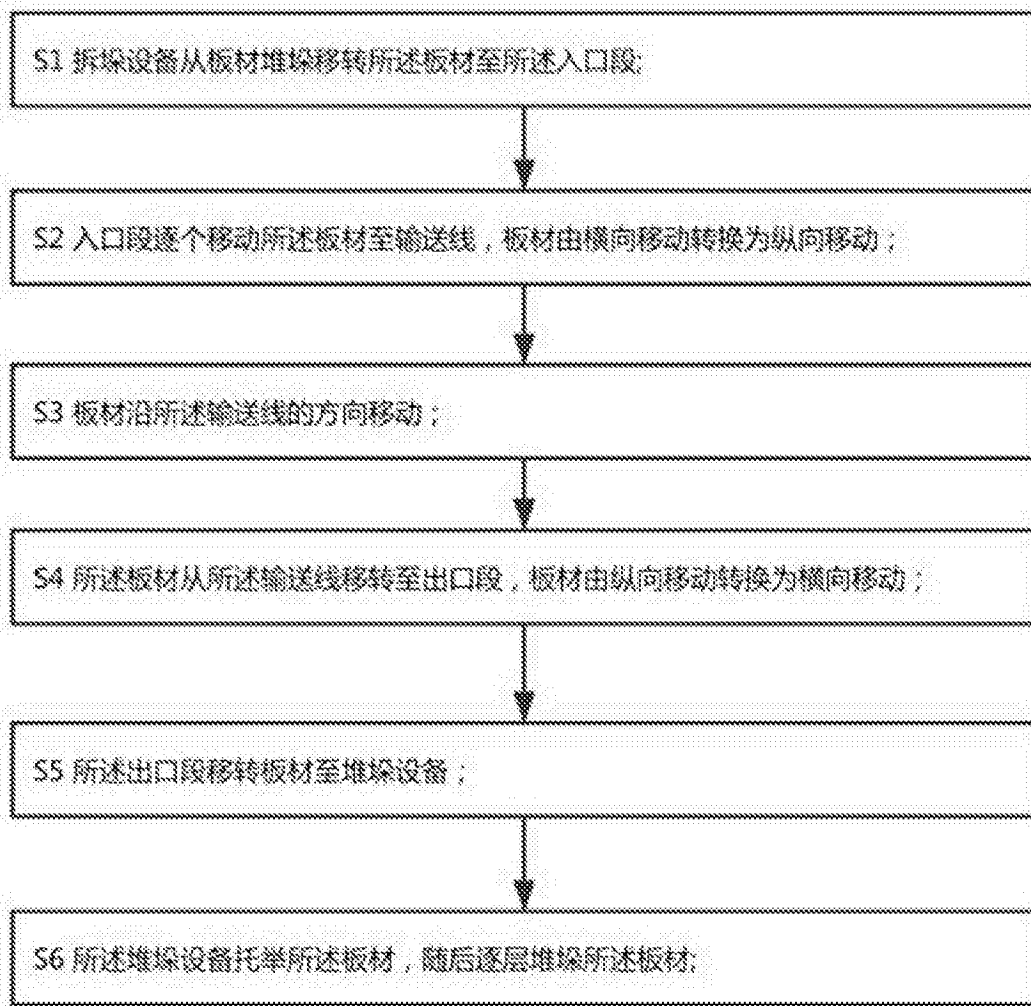 S1 拆垛设备从板材堆垛移转所述板材至所述入口段;
S2 入口段逐个移动所述板材至输送线，板材由横向移动转换为纵向移动；
S3 板材沿所述输送线的方向移动；
S4 所述板材从所述输送线移转至出口段，板材由纵向移动转换为横向移动；
S5 所述出口段移转板材至堆垛设备；
S6 所述堆垛设备托举所述板材，随后逐层堆垛所述板材;